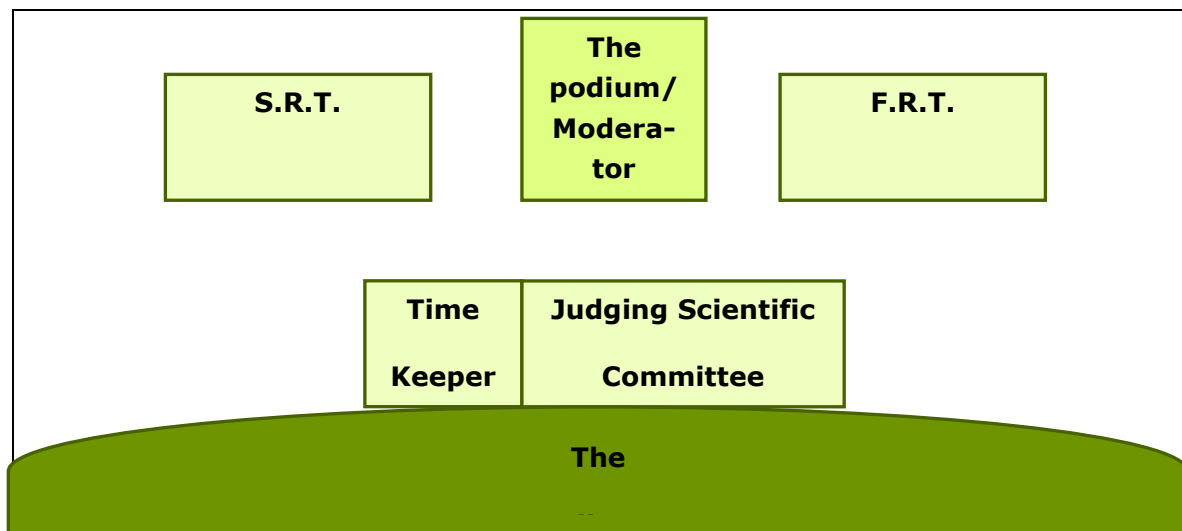 The
podium/
Modera-
tor
S.R.T.
F.R.T.
Time
Keeper
Judging Scientific
Committee
The